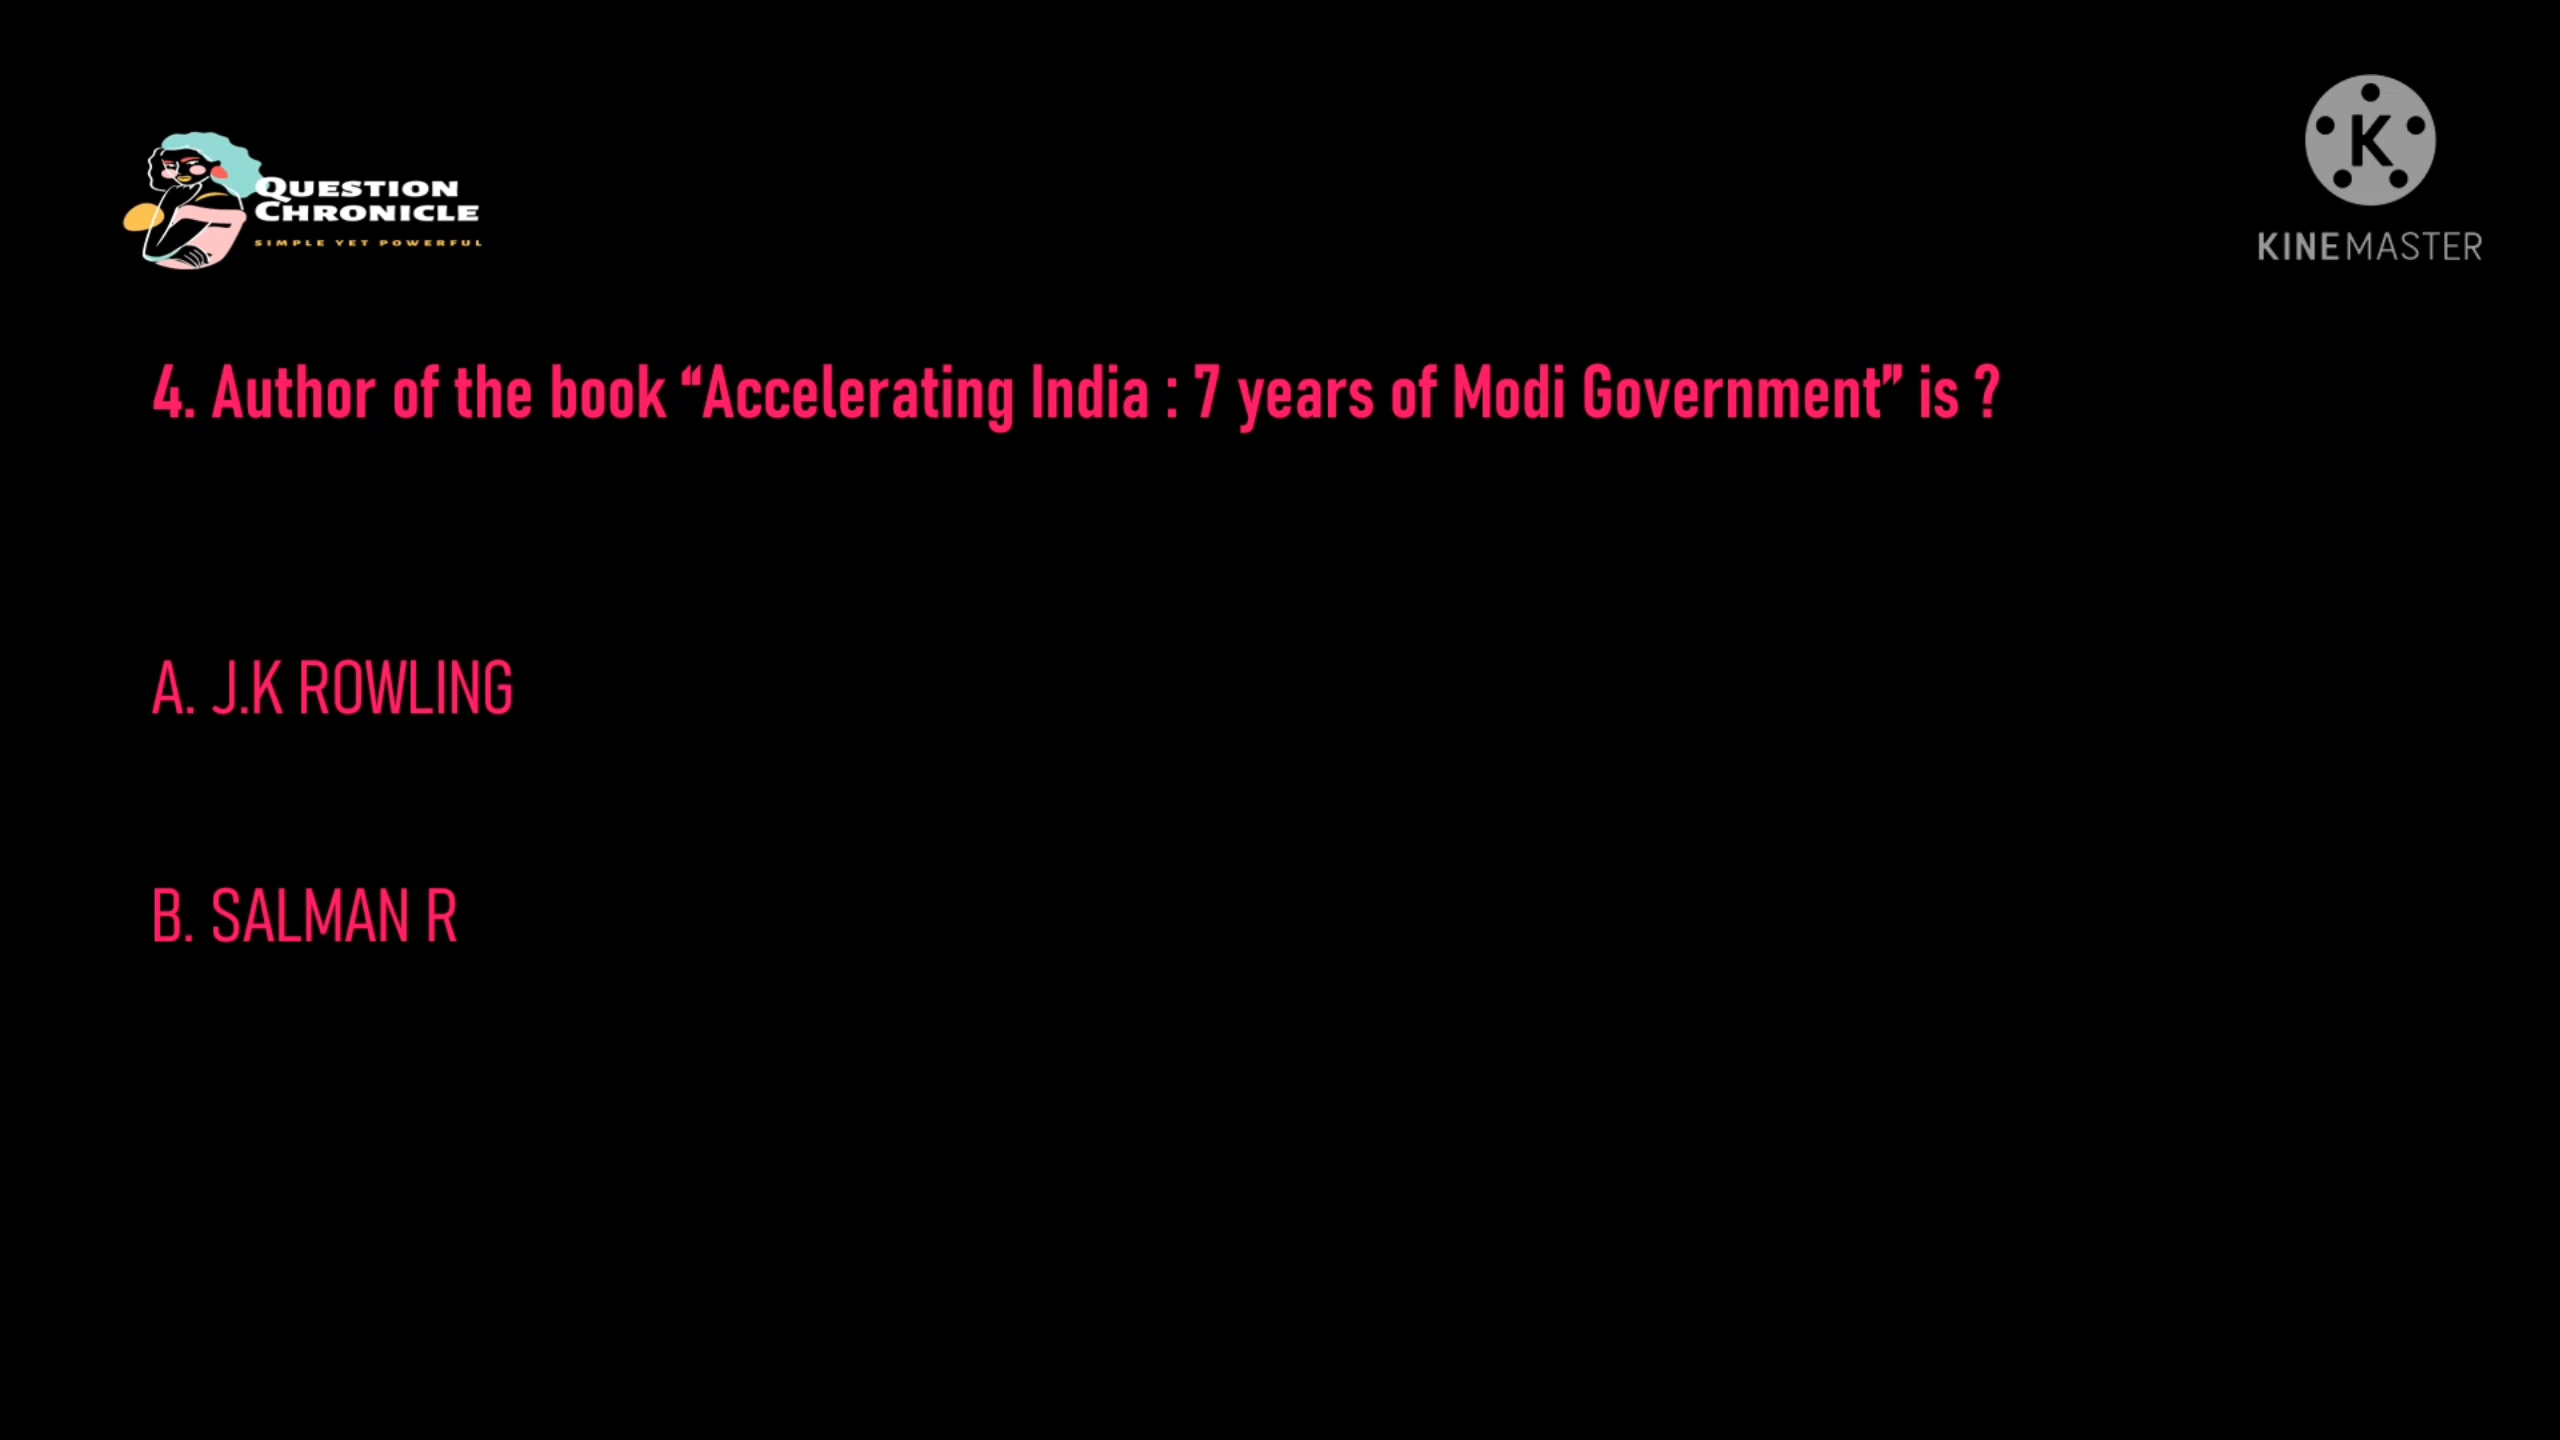 QUESTION
CHRONICLE
SIMPLE YET POWERFUL
K
KINEMASTER
4. Author of the book “Accelerating India : 7 years of Modi Government” is ?
A. J.K ROWLING
B. SALMAN R